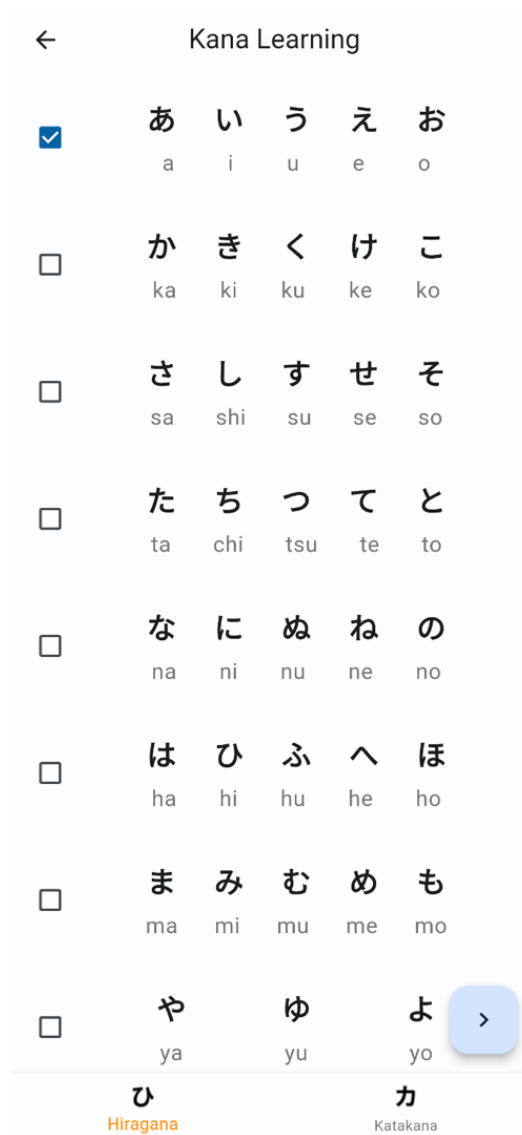 Kana Learning
あ い う え お
a i u e o
か き く け こ
ka ki ku ke ko
さ し す せ そ
sa shi su se so
た ち つ て と
ta chi tsu te to
な に ぬ ね の
na ni nu ne no
は ひ ふ へ ほ
ha hi hu he ho
ま み む め も
ma mi mu me mo
や ゆ よ
ya yu yo
ひ カ
Hiragana Katakana